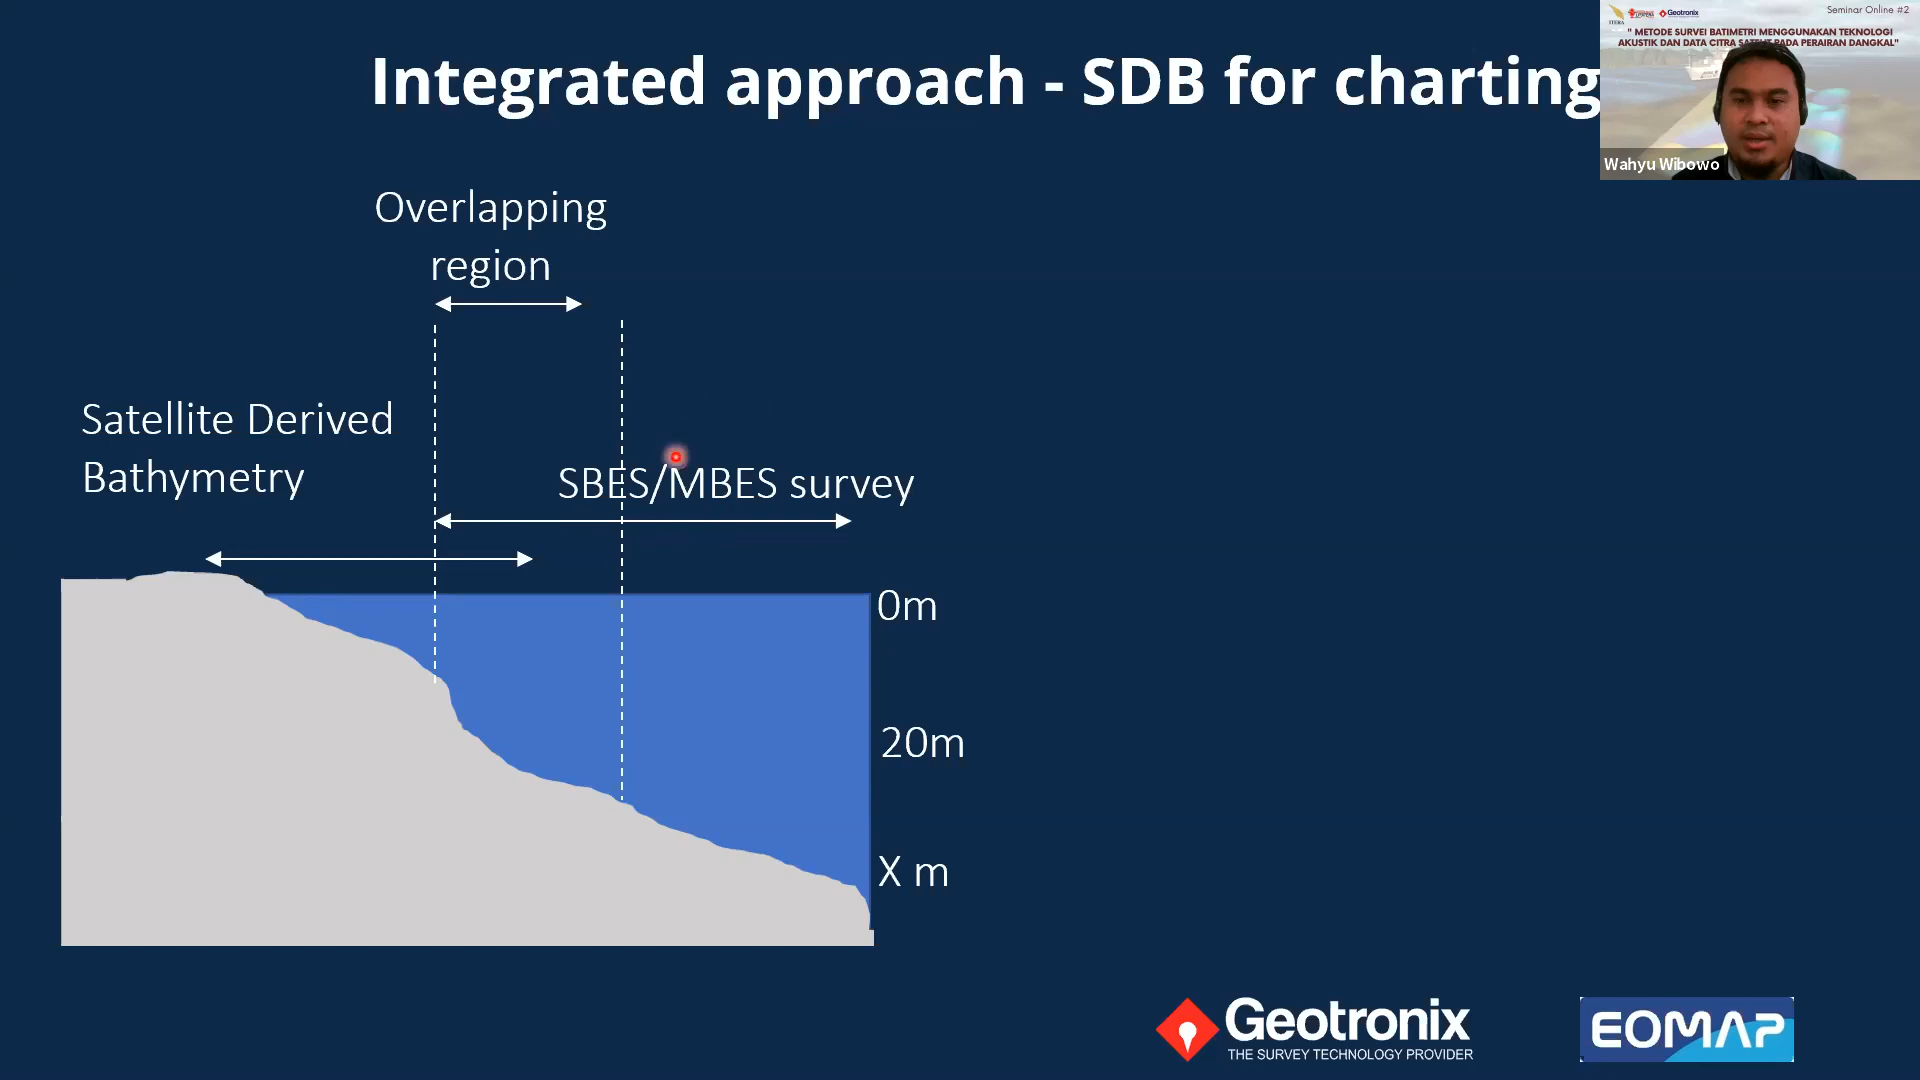 Integrated approach - SDB for charting
Seminar Online #2
ITERA
Geotronix
" METODE SURVEI BATIMETRI MENGGUNAKAN TEKNOLOGI
AKUSTIK DAN DATA CITRA SATELIT PADA PERAIRAN DANGKAL"
Wahyu Wibowo
Overlapping
region
Satellite Derived
Bathymetry
SBES/MBES survey
0m
20m
X m
Geotronix
THE SURVEY TECHNOLOGY PROVIDER
EOMAP